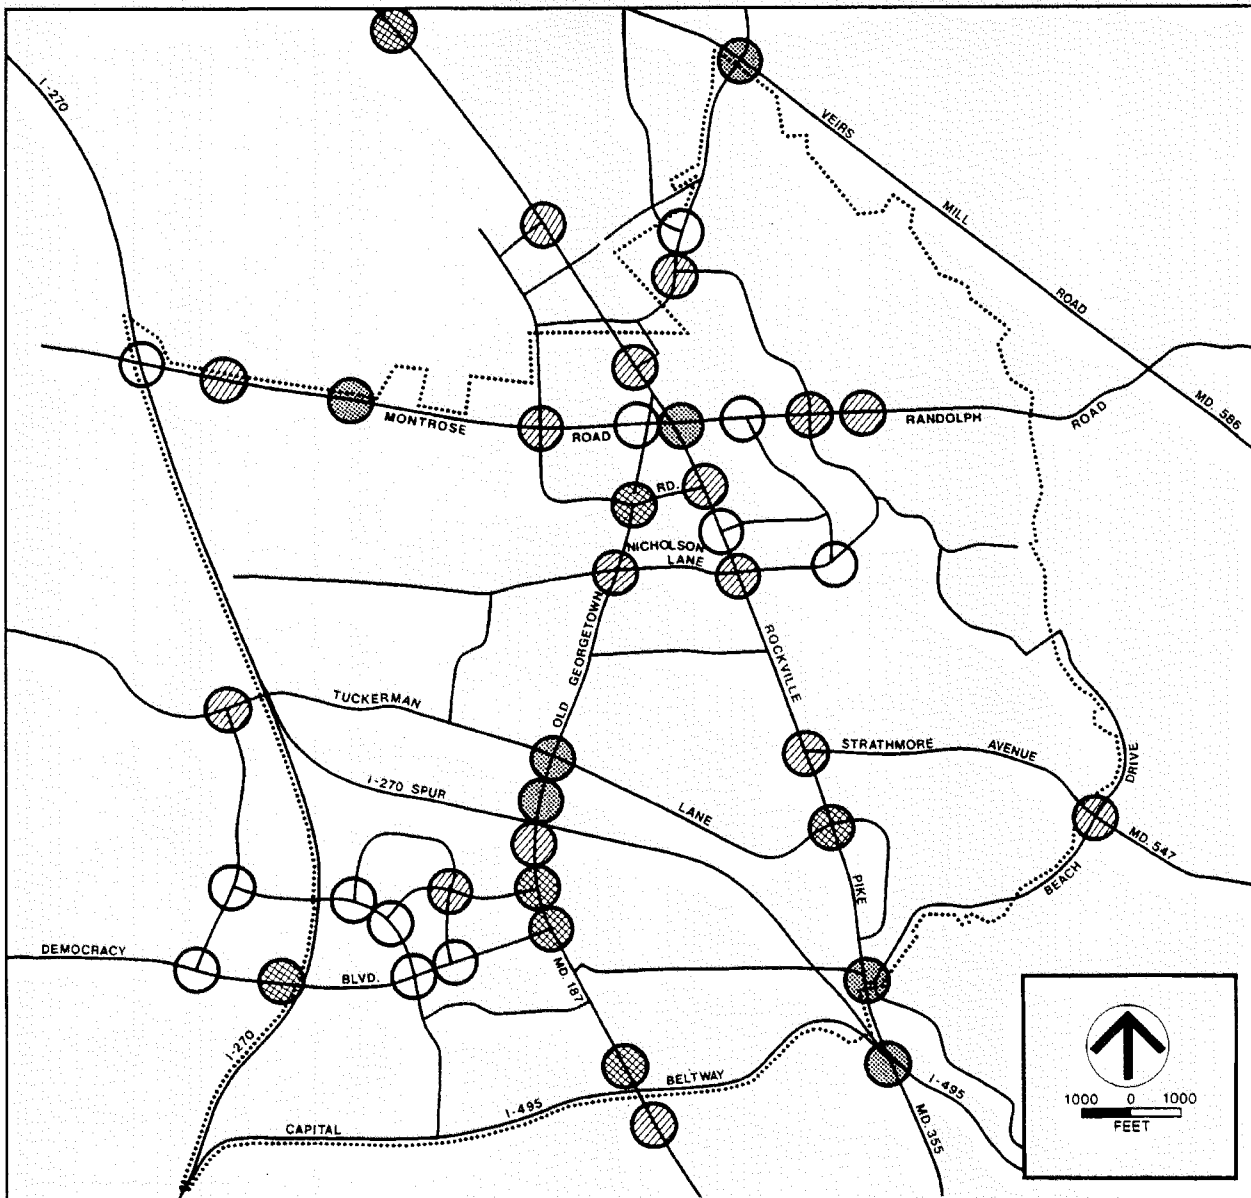 I-270
VEIRS
MILL
ROAD
MD. 586
MONTROSE
ROAD
RANDOLPH
ROAD
RD.
NICHOLSON
LANE
OLD GEORGETOWN
ROCKVILLE
TUCKERMAN
STRATHMORE AVENUE
I-270 SPUR
LANE
DRIVE
MD. 547
BEACH
PIKE
DEMOCRACY
BLVD.
MD. 187
I-270
BELTWAY
I-495
CAPITAL
I-495
MD. 355
1000 0 1000
FEET